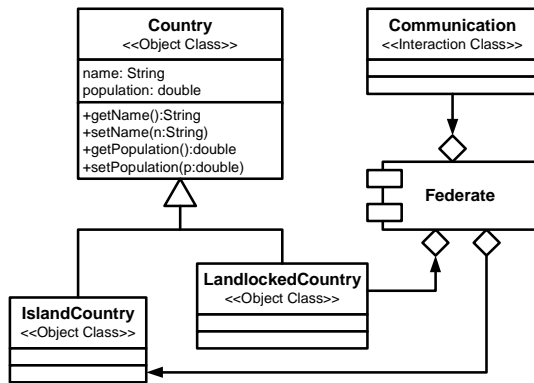 Country
<<Object Class>>
name: String
population: double
+getName():String
+setName(n:String)
+getPopulation():double
+setPopulation(p:double)
Communication
<<Interaction Class>>
Federate
LandlockedCountry
<<Object Class>>
IslandCountry
<<Object Class>>